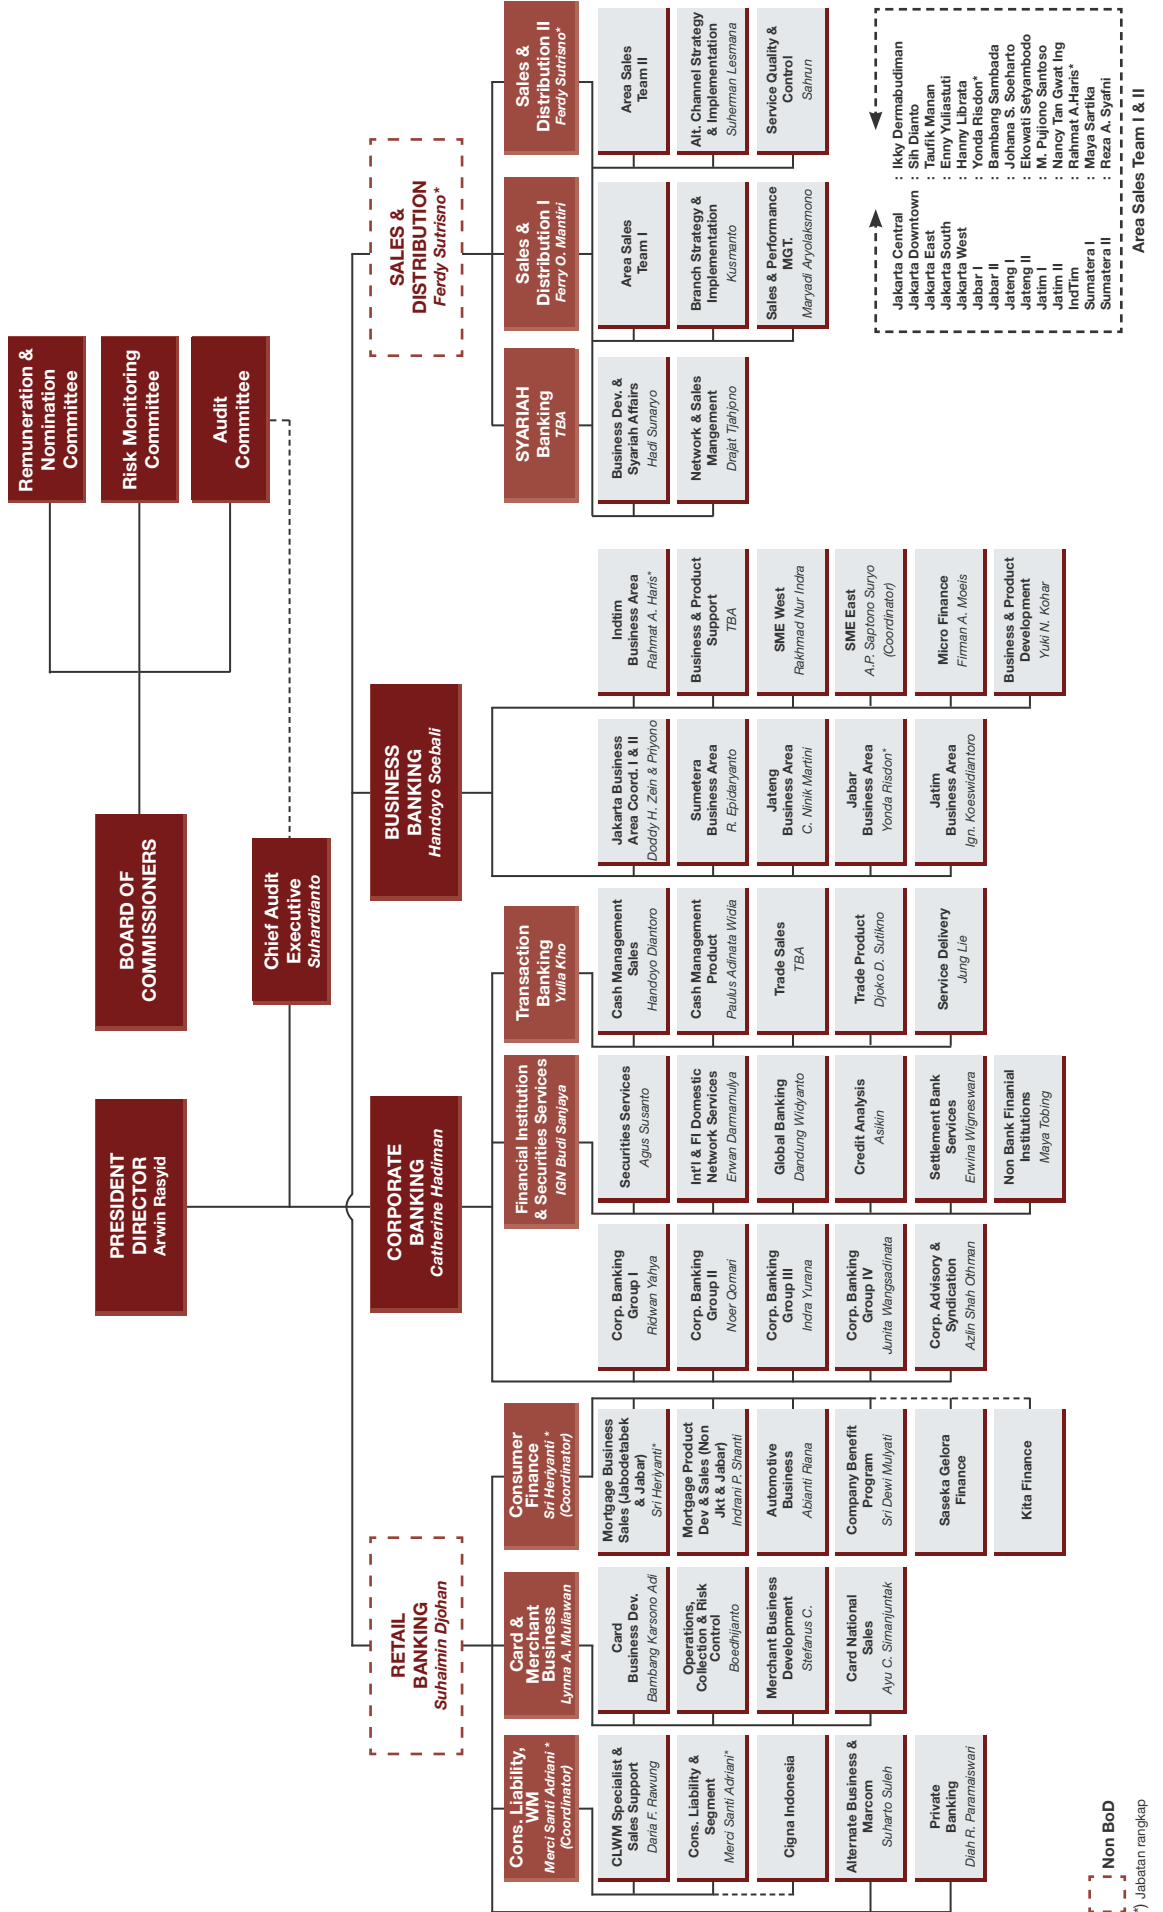 PRESIDENT
DIRECTOR
Arwin Rasyid
BOARD OF
COMMISSIONERS
Remuneration &
Nomination
Committee
Risk Monitoring
Committee
Audit
Committee
Chief Audit
Executive
Suhardianto
RETAIL
BANKING
Suhaimin Djohan
CORPORATE
BANKING
Catherine Hadiman
BUSINESS
BANKING
Handoyo Soebali
SALES &
DISTRIBUTION
Ferdy Sutrisno*
Cons. Liability,
WM
Merci Santi Adriani *
(Coordinator)
Card &
Merchant
Business
Lynna A. Muliawan
Consumer
Finance
Sri Heriyanti *
(Coordinator)
Financial Institution
& Securities Services
IGN Budi Sanjaya
Transaction
Banking
Yulia Kho
SYARIAH
Banking
TBA
Sales &
Distribution I
Ferry O. Mantiri
Sales &
Distribution II
Ferdy Sutrisno*
CLWM Specialist &
Sales Support
Daria F. Rawung
Cons. Liability &
Segment
Merci Santi Adriani*
Cigna Indonesia
Alternate Business &
Marcom
Suharto Suleh
Private
Banking
Diah R. Paramaiswari
Card
Business Dev.
Bambang Karsono Adi
Operations,
Collection & Risk
Control
Boedhijanto
Merchant Business
Development
Stefanus C.
Card National
Sales
Ayu C. Simanjuntak
Mortgage Business
Sales (Jabodetabek
& Jabar)
Sri Heriyanti*
Mortgage Product
Dev & Sales (Non
Jkt & Jabar)
Indrani P. Shanti
Automotive
Business
Abianti Riana
Company Benefit
Program
Sri Dewi Mulyati
Saseka Gelora
Finance
Kita Finance
Corp. Banking
Group I
Ridwan Yahya
Corp. Banking
Group II
Noer Qomari
Corp. Banking
Group III
Indra Yurana
Corp. Banking
Group IV
Junita Wangsadinata
Corp. Advisory &
Syndication
Azlin Shah Othman
Securities Services
Agus Susanto
Int'l & FI Domestic
Network Services
Erwan Darmamulya
Global Banking
Dandung Widyanto
Credit Analysis
Asikin
Settlement Bank
Services
Erwina Wigneswara
Non Bank Finanial
Institutions
Maya Tobing
Cash Management
Sales
Handoyo Diantoro
Cash Management
Product
Paulus Adinata Widia
Trade Sales
TBA
Trade Product
Djoko D. Sutikno
Service Delivery
Jung Lie
Jakarta Business
Area Coord. I & II
Doddy H. Zein & Priyono
Sumetera
Business Area
R. Epidaryanto
Jateng
Business Area
C. Ninik Martini
Jabar
Business Area
Yonda Risdon*
Jatim
Business Area
Ign. Koeswidiantoro
Indtim
Business Area
Rahmat A. Haris*
Business & Product
Support
TBA
SME West
Rakhmad Nur Indra
SME East
A.P. Saptono Suryo
(Coordinator)
Micro Finance
Firman A. Moeis
Business & Product
Development
Yuki N. Kohar
Business Dev. &
Syariah Affairs
Hadi Sunaryo
Network & Sales
Mangement
Drajat Tjahjono
Area Sales
Team I
Branch Strategy &
Implementation
Kusmanto
Sales & Performance
MGT.
Maryadi Aryolaksmono
Area Sales
Team II
Alt. Channel Strategy
& Implementation
Suherman Lesmana
Service Quality &
Control
Sahrun
Jakarta Central : Ikky Dermabudiman
Jakarta Downtown : Sih Dianto
Jakarta East : Taufik Manan
Jakarta South : Enny Yuliastuti
Jakarta West : Hanny Librata
Jabar I : Yonda Risdon*
Jabar II : Bambang Sambada
Jateng I : Johana S. Soeharto
Jateng II : Ekowati Setyambodo
Jatim I : M. Pujiono Santoso
Jatim II : Nancy Tan Gwat Ing
IndTim : Rahmat A.Haris*
Sumatera I : Maya Sartika
Sumatera II : Reza A. Syafni
Area Sales Team I & II
Non BoD
*) Jabatan rangkap